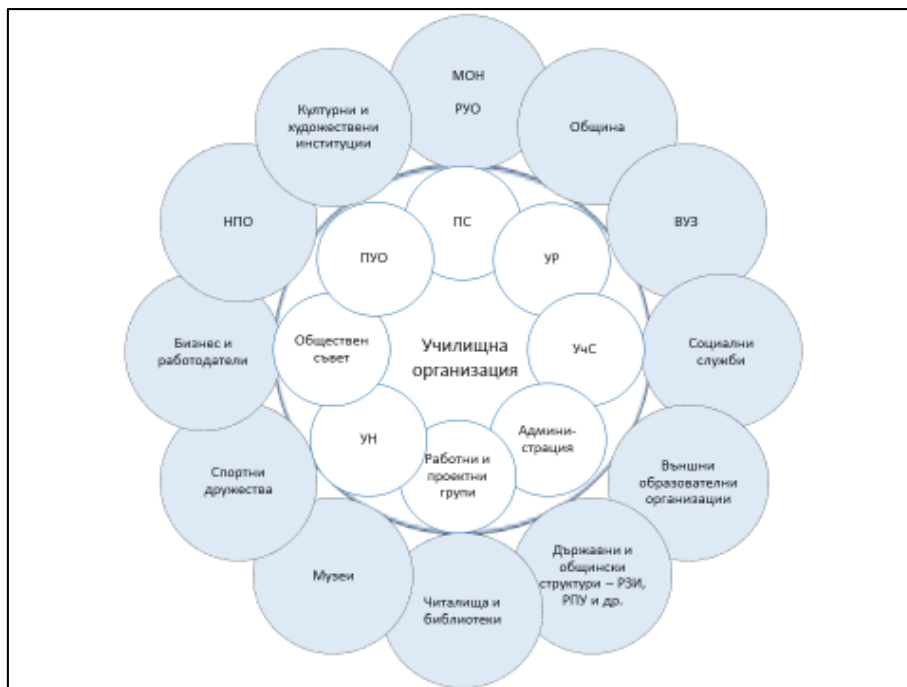 МОН
РУО
Община
ВУЗ
Социални
служби
Външни
образователни
организации
Държавни и
общински
структури – РЗИ,
РПУ и др.
Читалища и
библиотеки
Музеи
Спортни
дружества
Бизнес и
работодатели
НПО
Културни и
художествени
институции
ПС
УР
УчС
Админи-
страция
Работни и
проектни
групи
УН
Обществен
съвет
ПУО
Училищна
организация